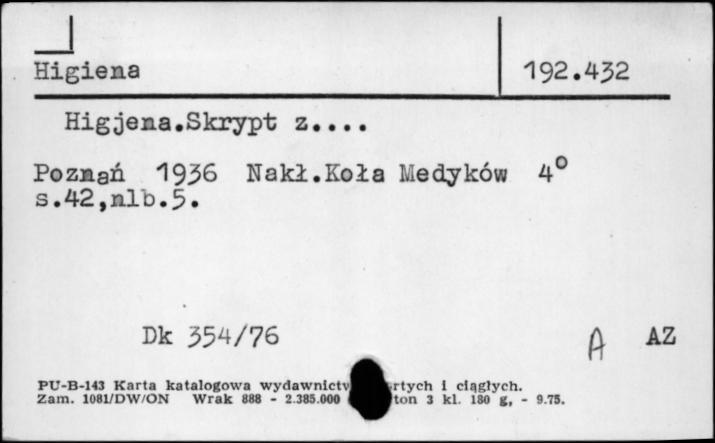 Higiena 192.432
Higjena.Skrypt z....
Poznań 1936 Nakł.Koła Medyków 4°
s.42,nlb.5.
Dk 354/76 A AZ
PU-B-143 Karta katalogowa wydawnictw rtych i ciągłych.
Zam. 1081/DW/ON Wrak 888 - 2.385.000 ton 3 kl. 180 g, - 9.75.